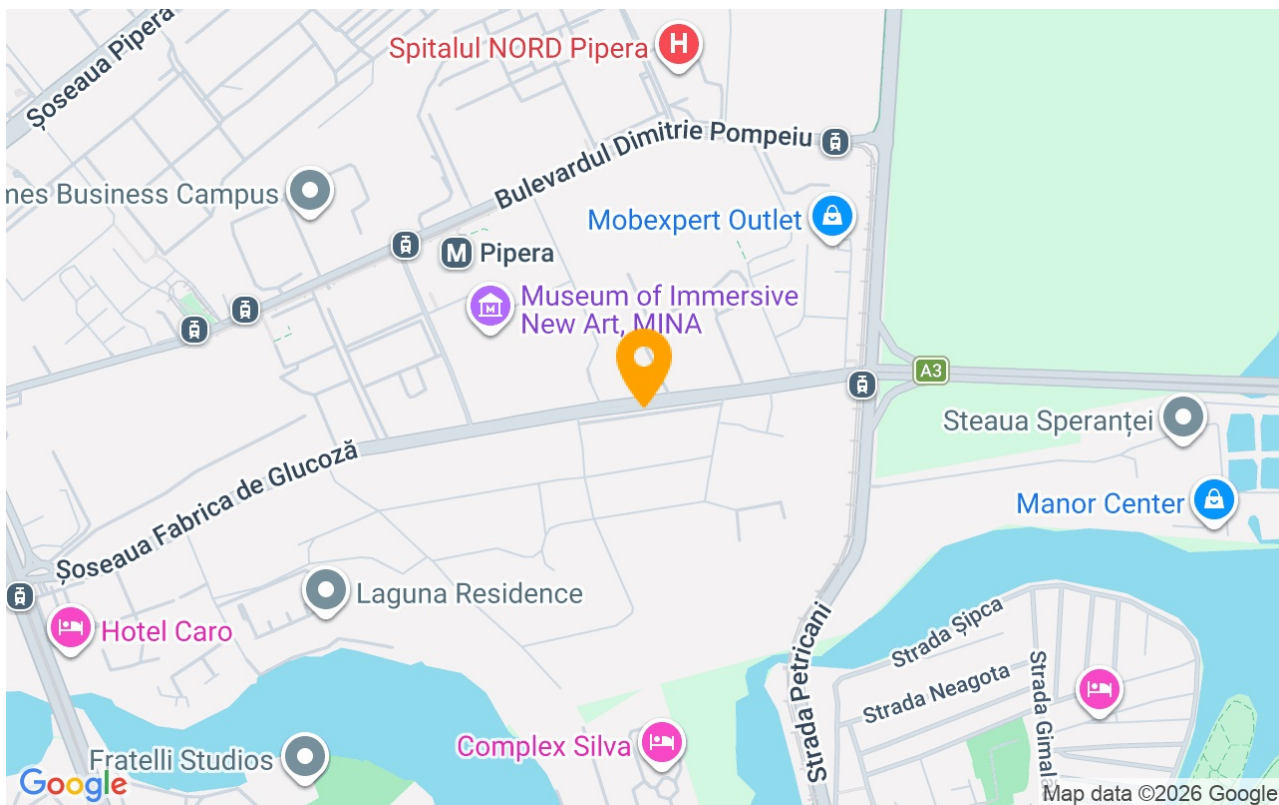 Șoseaua Pipera
Spitalul NORD Pipera
H
Bulevardul Dimitrie Pompeiu
mes Business Campus
Mobexpert Outlet
M Pipera
Museum of Immersive
New Art, MINA
A3
Steaua Speranței
Manor Center
Șoseaua Fabrica de Glucoză
Laguna Residence
Hotel Caro
Strada Șipca
Strada Neagota
Strada Gimală
Strada Petricani
Complex Silva
Fratelli Studios
Google
Map data ©2026 Google